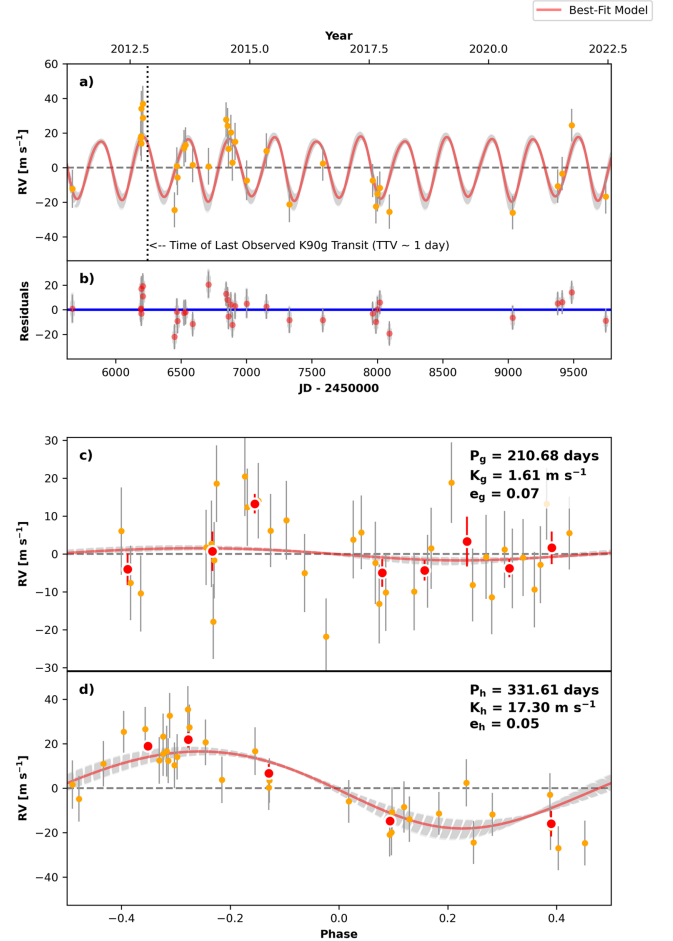 Best-Fit Model
Year
2012.8 2015.0 2017.5 2020.0 2022.5
a)
60
40
20
0
−20
−40
RV [m s⁻¹]
<-- Time of Last Observed K90g Transit (TTV ~ 1 day)
b)
20
0
−20
Residuals
6000 6500 7000 7500 8000 8500 9000 9500
JD - 2450000
c)
P_g = 210.68 days
K_g = 1.61 m s⁻¹
e_g = 0.07
30
20
10
0
−10
−20
−30
RV [m s⁻¹]
d)
P_h = 331.61 days
K_h = 17.30 m s⁻¹
e_h = 0.05
40
20
0
−20
−40
RV [m s⁻¹]
−0.4 −0.2 0.0 0.2 0.4
Phase